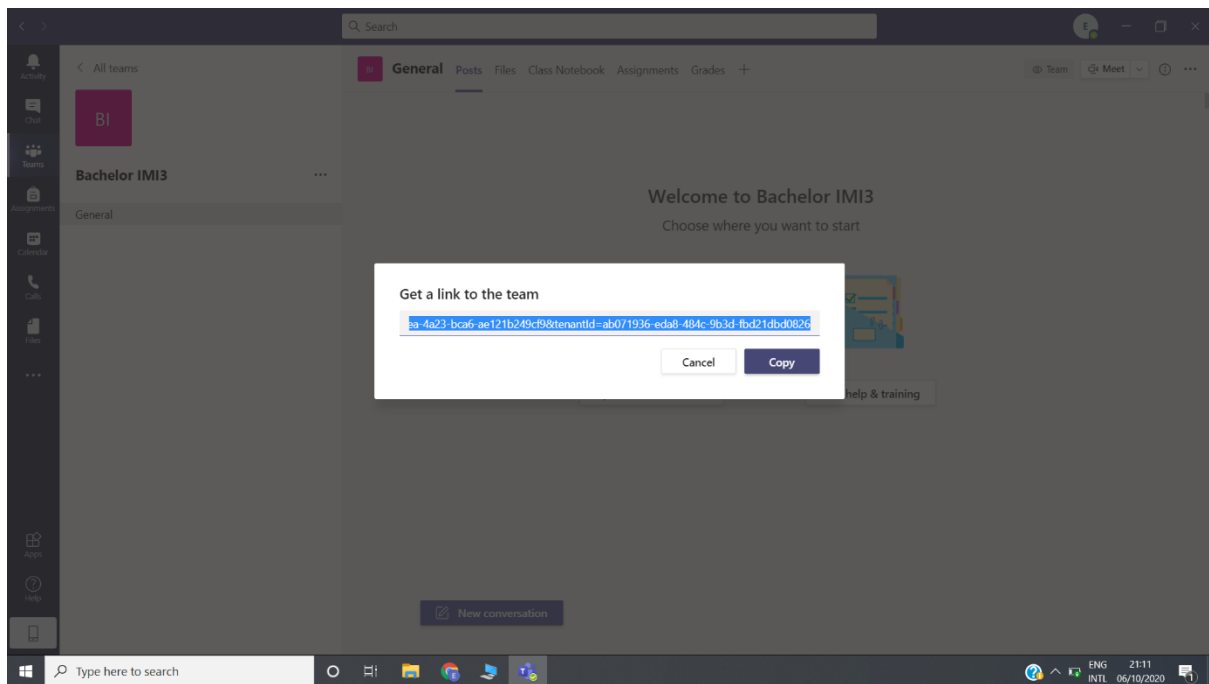 Search
E
Activity
Chat
Teams
Assignments
Calendar
Calls
Files
Apps
Help
All teams
BI
Bachelor IMI3
General
BI
General Posts Files Class Notebook Assignments Grades
Team Meet
Welcome to Bachelor IMI3
Choose where you want to start
Get a link to the team
ea-4a23-bca6-ae121b249cf9&tenantId=ab071936-eda8-484c-9b3d-fbd21dbd0826
Cancel Copy
help & training
New conversation
Type here to search
ENG 21:11
INTL 06/10/2020
1